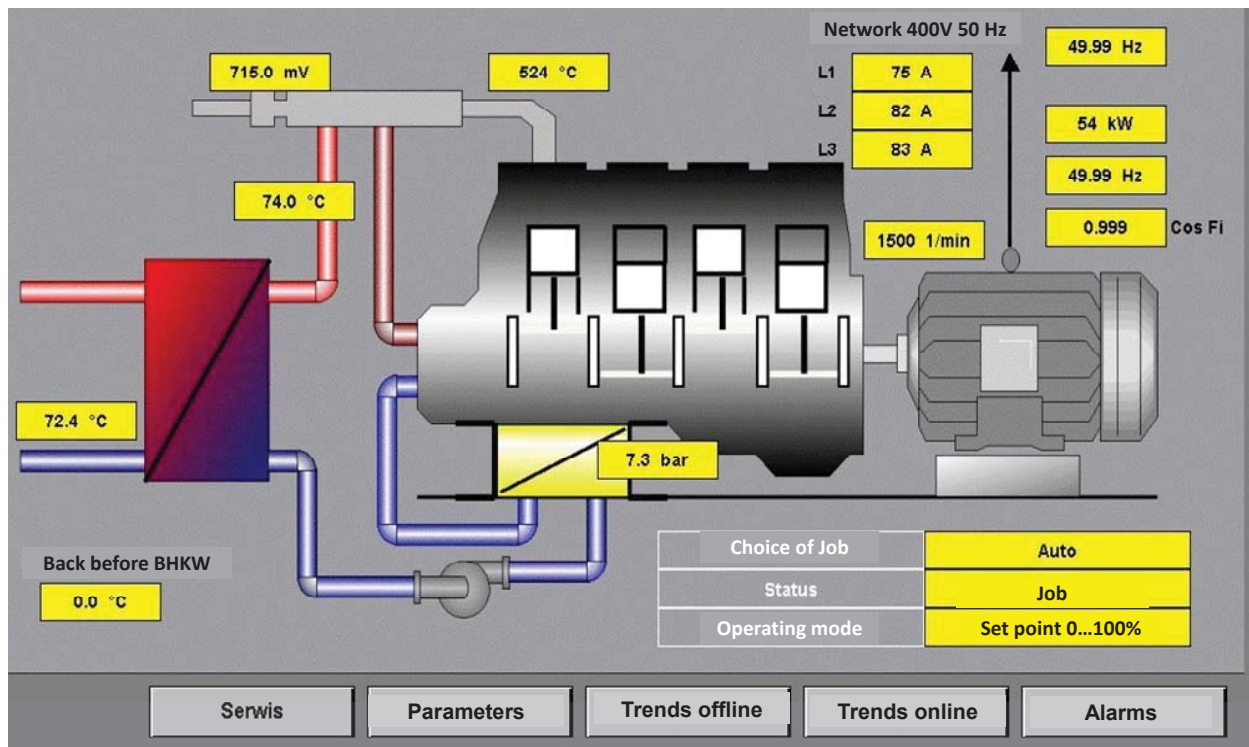 Network 400V 50 Hz
49.99 Hz
715.0 mV
524 °C
L1 75 A
L2 82 A
54 kW
L3 83 A
49.99 Hz
74.0 °C
0.999 Cos Fi
1500 1/min
72.4 °C
7.3 bar
Back before BHKW
0.0 °C
Choice of Job Auto
Status Job
Operating mode Set point 0...100%
Serwis Parameters Trends offline Trends online Alarms